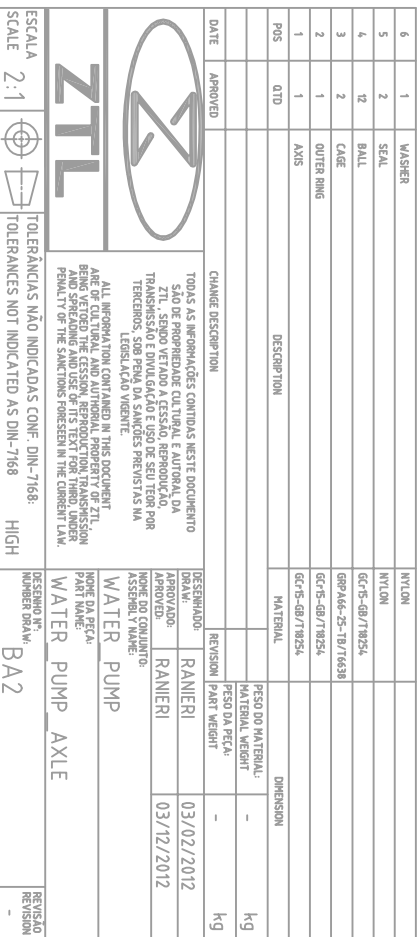 6 1 WASHER NYLON
5 2 SEAL NYLON
4 12 BALL GCr15-GB/T18254
3 2 CAGE GRPA66-25-TB/T6638
2 1 OUTER RING GCr15-GB/T18254
1 1 AXIS GCr15-GB/T18254
POS QTD DESCRIPTION MATERIAL DIMENSION
PESO DO MATERIAL:
MATERIAL WEIGHT - kg
PESO DA PEÇA:
PART WEIGHT - kg
DATE APROVED CHANGE DESCRIPTION REVISION
TODAS AS INFORMAÇÕES CONTIDAS NESTE DOCUMENTO
SÃO DE PROPRIEDADE CULTURAL E AUTORAL DA
ZTL , SENDO VETADO A CESSÃO, REPRODUÇÃO,
TRANSMISSÃO E DIVULGAÇÃO E USO DE SEU TEOR POR
TERCEIROS, SOB PENA DA SANÇÕES PREVISTAS NA
LEGISLAÇÃO VIGENTE.
ALL INFORMATION CONTAINED IN THIS DOCUMENT
ARE OF CULTURAL AND AUTHORIAL PROPERTY OF ZTL ,
BEING VETOED THE CESSION, REPRODUCTION, TRANSMISSION
AND SPREADING AND USE OF ITS TEXT FOR THIRD, UNDER
PENALTY OF THE SANCTIONS FORESEEN IN THE CURRENT LAW.
ZTL
DESENHADO:
DRAW: RANIERI 03/02/2012
APROVADO:
APROVED: RANIERI 03/12/2012
NOME DO CONJUNTO:
ASSEMBLY NAME:
WATER PUMP
NOME DA PEÇA:
PART NAME:
WATER PUMP AXLE
ESCALA
SCALE 2:1
TOLERÂNCIAS NÃO INDICADAS CONF. DIN-7168:
TOLERANCES NOT INDICATED AS DIN-7168 HIGH
DESENHO Nº:
NUMBER DRAW:
BA2
REVISÃO
REVISION
-